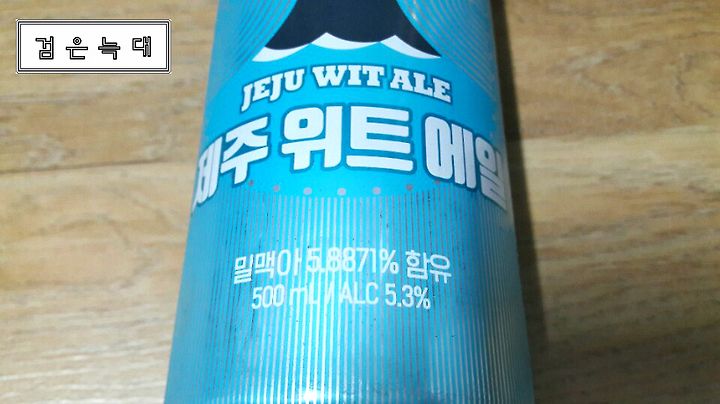 검은늑대
JEJU WIT ALE
제주 위트 에일
밀맥아 5.8871% 함유
500 mL / ALC 5.3%